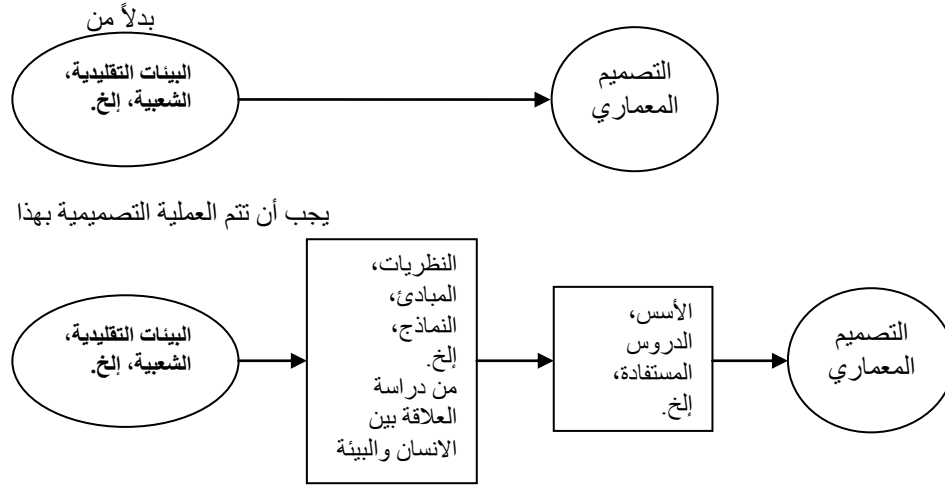 بدلاً من
البيئات التقليدية،
الشعبية، إلخ.
التصميم
المعماري
يجب أن تتم العملية التصميمية بهذا
البيئات التقليدية،
الشعبية، إلخ.
النظريات،
المبادئ،
النماذج،
إلخ.
من دراسة
العلاقة بين
الانسان والبيئة
الأسس،
الدروس
المستفادة،
إلخ.
التصميم
المعماري